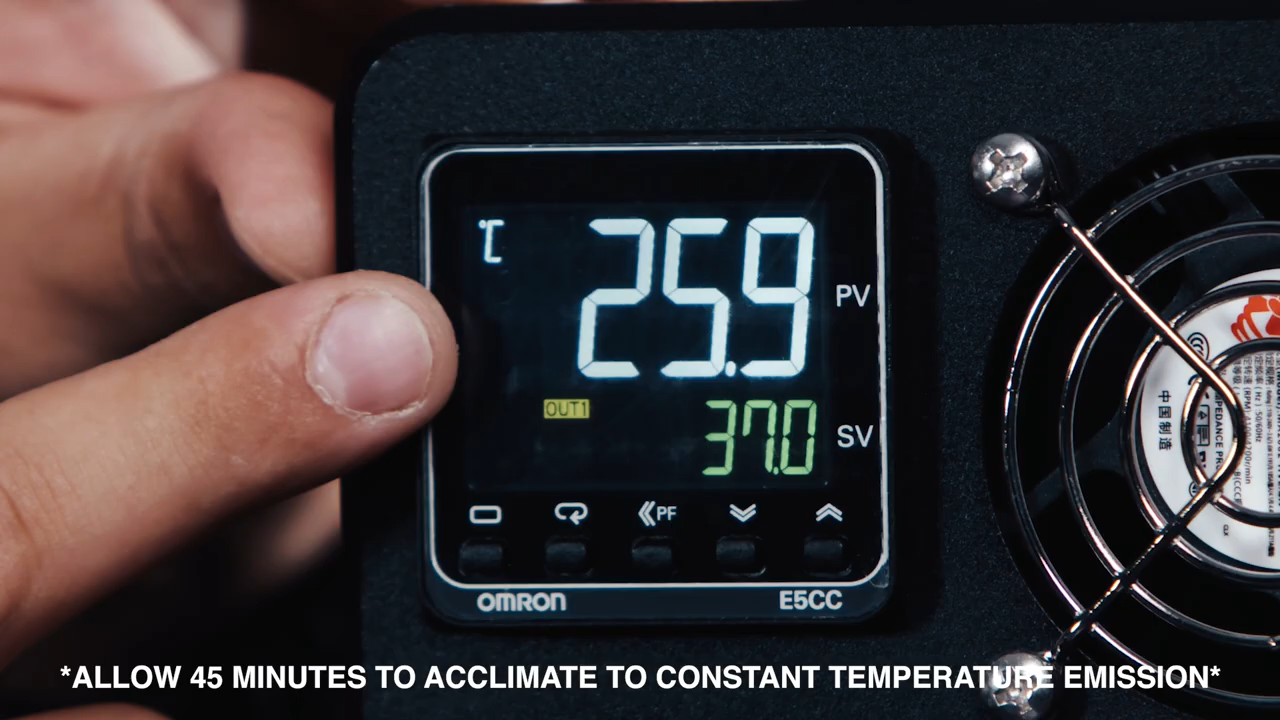 °C
25.9
PV
OUT1
37.0
SV
PF
OMRON
E5CC
中国制造
*ALLOW 45 MINUTES TO ACCLIMATE TO CONSTANT TEMPERATURE EMISSION*